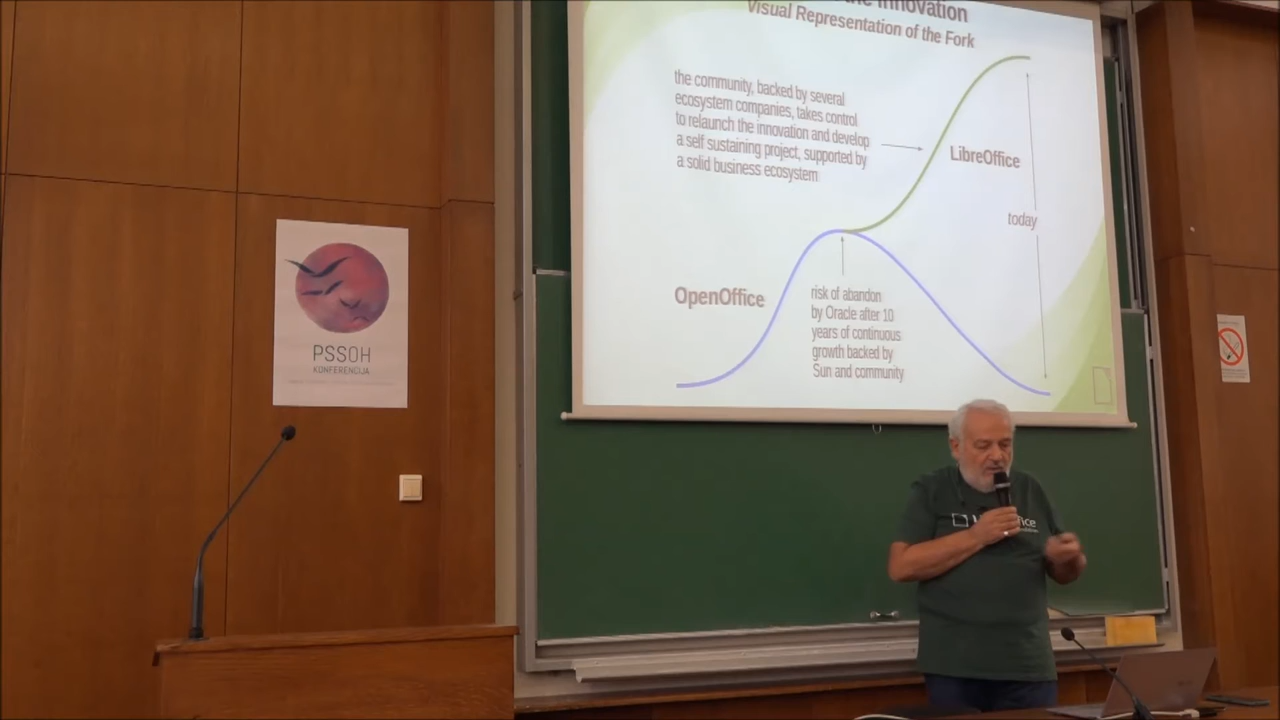 Innovation
Visual Representation of the Fork
the community, backed by several
ecosystem companies, takes control
to relaunch the innovation and develop
a self sustaining project, supported by
a solid business ecosystem
LibreOffice
today
OpenOffice
risk of abandon
by Oracle after 10
years of continuous
growth backed by
Sun and community
PSSOH
KONFERENCIJA